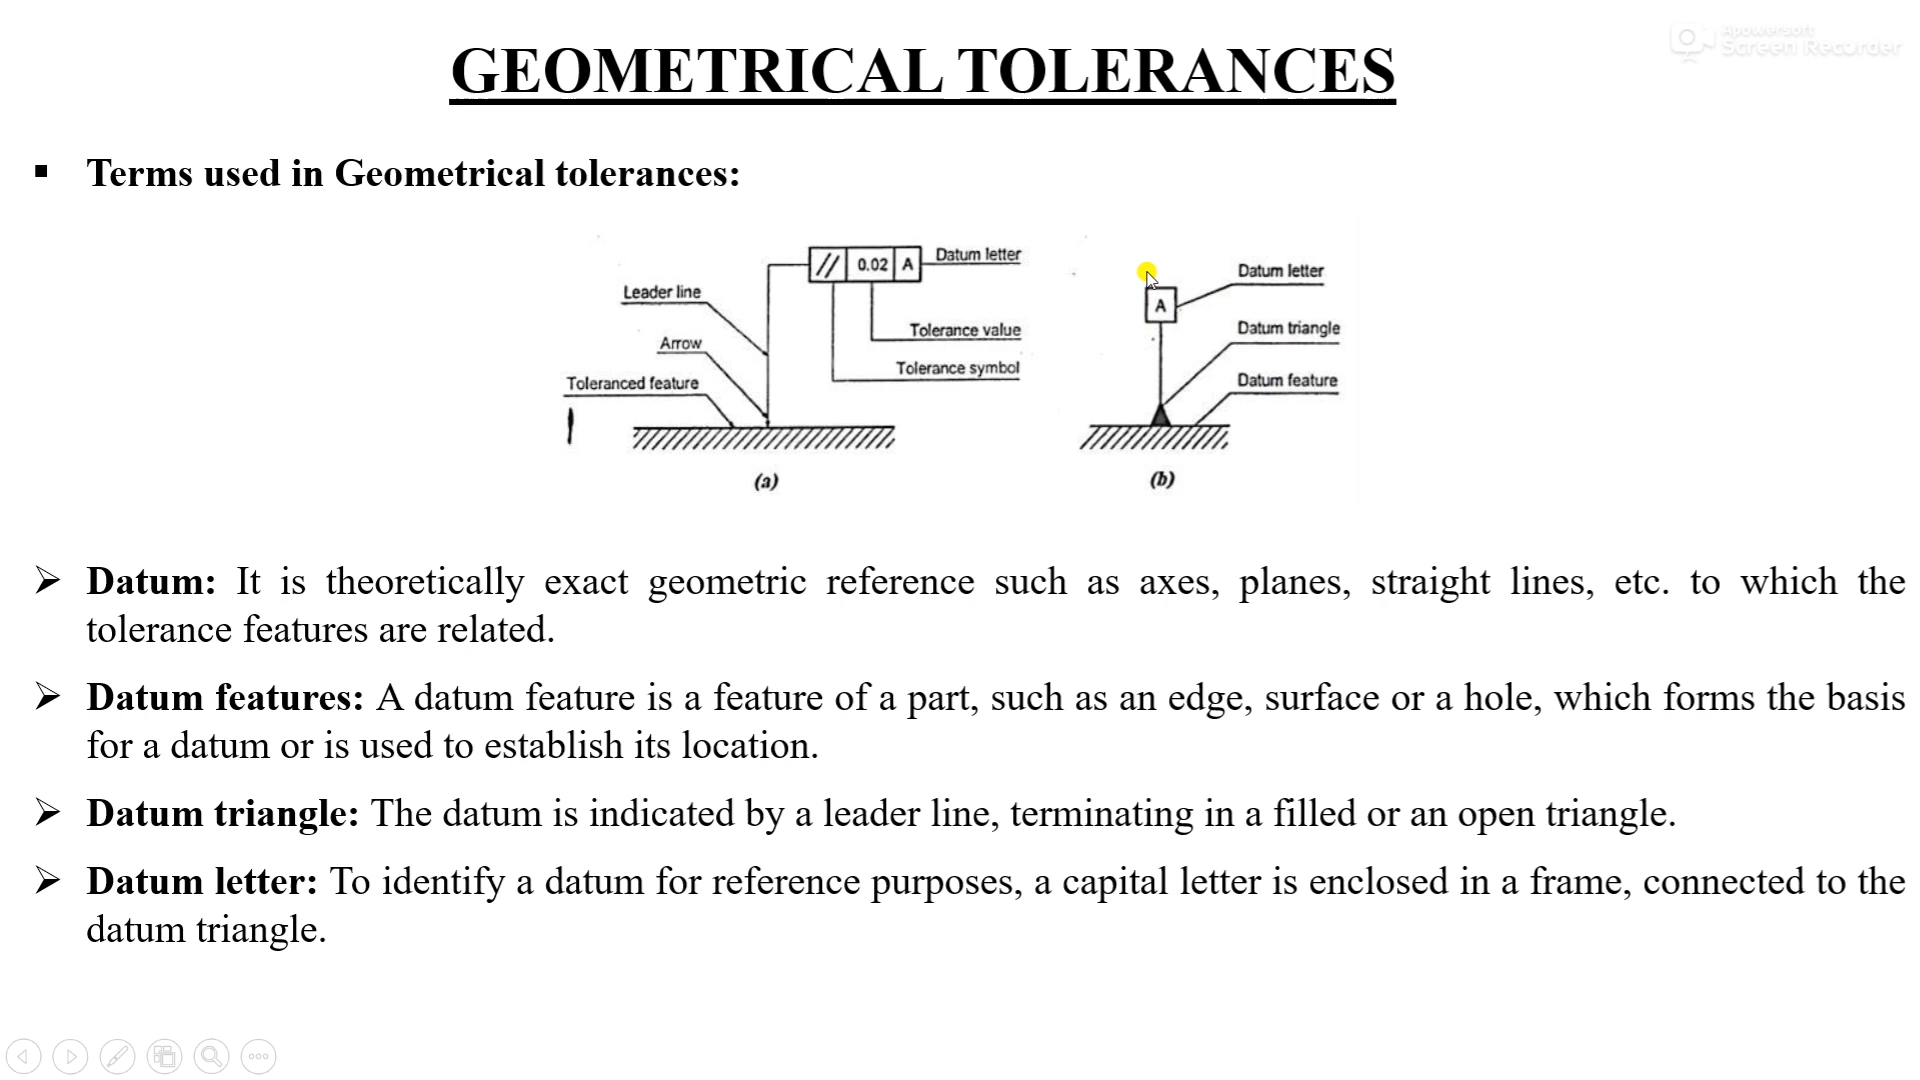 Apowersoft
Screen Recorder
GEOMETRICAL TOLERANCES
▪ Terms used in Geometrical tolerances:
// 0.02 A
Datum letter
Leader line
Tolerance value
Arrow
Tolerance symbol
Toleranced feature
(a)
Datum letter
A
Datum triangle
Datum feature
(b)
➢ Datum: It is theoretically exact geometric reference such as axes, planes, straight lines, etc. to which the
tolerance features are related.
➢ Datum features: A datum feature is a feature of a part, such as an edge, surface or a hole, which forms the basis
for a datum or is used to establish its location.
➢ Datum triangle: The datum is indicated by a leader line, terminating in a filled or an open triangle.
➢ Datum letter: To identify a datum for reference purposes, a capital letter is enclosed in a frame, connected to the
datum triangle.